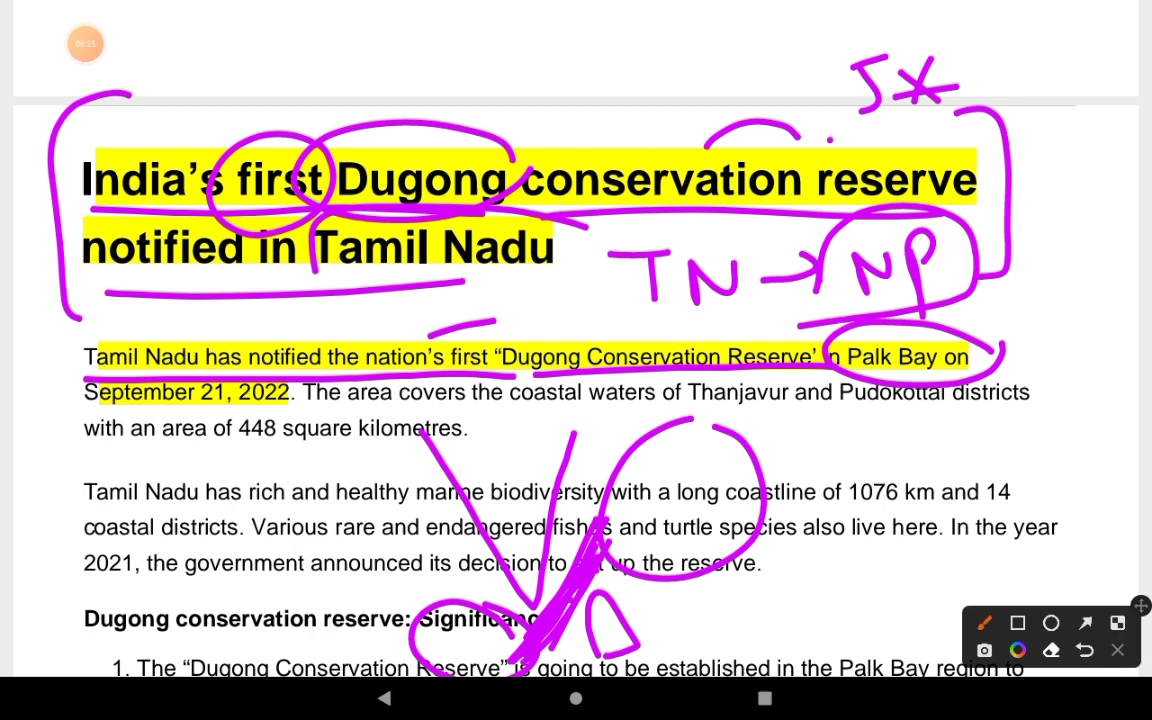 08:35
5*
India's first Dugong conservation reserve
notified in Tamil Nadu
TN → NP
Tamil Nadu has notified the nation's first “Dugong Conservation Reserve' in Palk Bay on
September 21, 2022. The area covers the coastal waters of Thanjavur and Pudokottai districts
with an area of 448 square kilometres.
Tamil Nadu has rich and healthy marine biodiversity with a long coastline of 1076 km and 14
coastal districts. Various rare and endangered fishes and turtle species also live here. In the year
2021, the government announced its decision to set up the reserve.
Dugong conservation reserve: Significance
1. The “Dugong Conservation Reserve” is going to be established in the Palk Bay region to